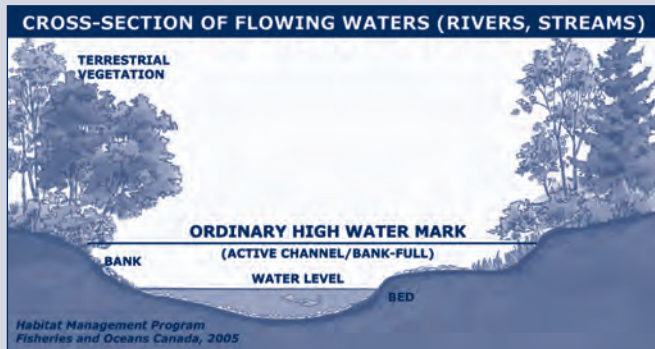 CROSS-SECTION OF FLOWING WATERS (RIVERS, STREAMS)
TERRESTRIAL
VEGETATION
ORDINARY HIGH WATER MARK
(ACTIVE CHANNEL/BANK-FULL)
BANK
WATER LEVEL
BED
Habitat Management Program
Fisheries and Oceans Canada, 2005